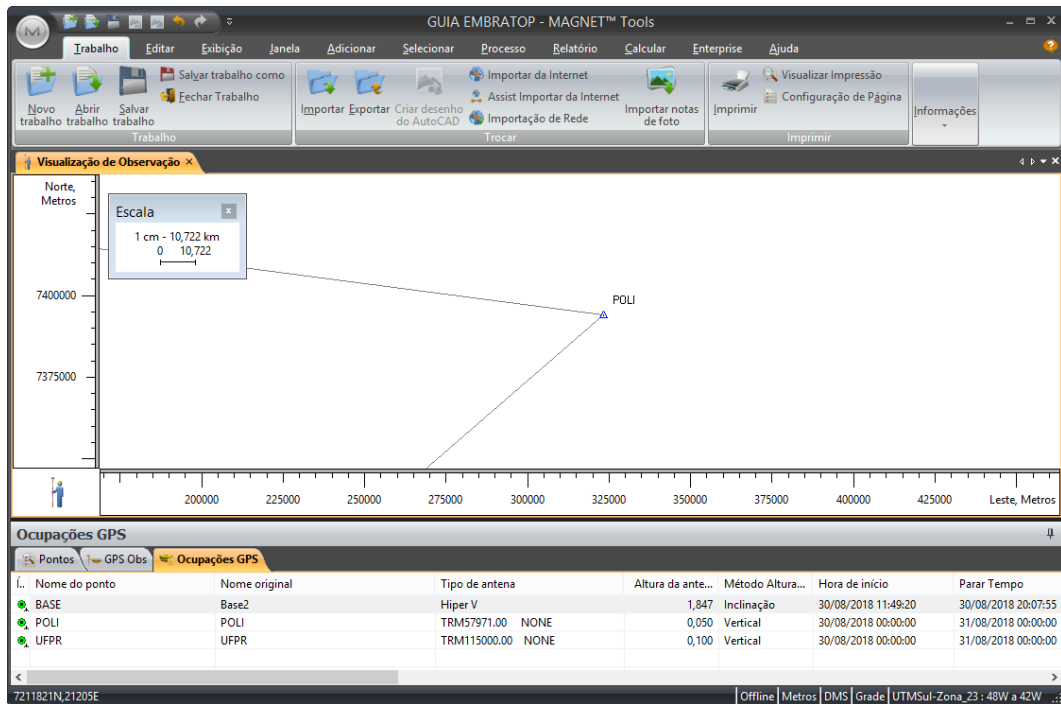 GUIA EMBRATOP - MAGNET™ Tools
Trabalho Editar Exibição Janela Adicionar Selecionar Processo Relatório Calcular Enterprise Ajuda
Novo trabalho
Abrir trabalho
Salvar trabalho
Salvar trabalho como
Fechar Trabalho
Trabalho
Importar
Exportar
Criar desenho do AutoCAD
Importar da Internet
Assist Importar da Internet
Importação de Rede
Importar notas de foto
Trocar
Imprimir
Visualizar Impressão
Configuração de Página
Imprimir
Informações
Visualização de Observação
Norte, Metros
Escala
1 cm - 10,722 km
0 10,722
7400000
POLI
7375000
200000 225000 250000 275000 300000 325000 350000 375000 400000 425000 Leste, Metros
Ocupações GPS
Pontos GPS Obs Ocupações GPS
Í.. Nome do ponto Nome original Tipo de antena Altura da ante... Método Altura... Hora de início Parar Tempo
BASE Base2 Hiper V 1,847 Inclinação 30/08/2018 11:49:20 30/08/2018 20:07:55
POLI POLI TRM57971.00 NONE 0,050 Vertical 30/08/2018 00:00:00 31/08/2018 00:00:00
UFPR UFPR TRM115000.00 NONE 0,100 Vertical 30/08/2018 00:00:00 31/08/2018 00:00:00
7211821N,21205E Offline Metros DMS Grade UTMSul-Zona_23 : 48W a 42W